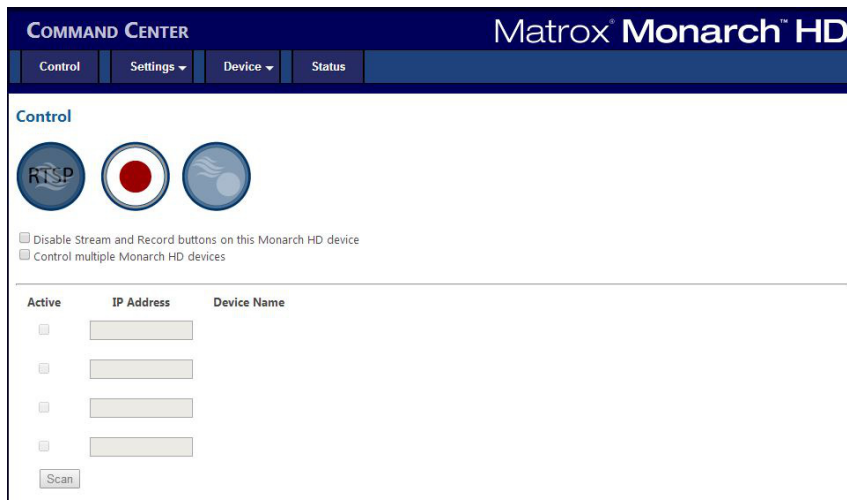 COMMAND CENTER
Matrox® Monarch™ HD
Control Settings Device Status
Control
RTSP
Disable Stream and Record buttons on this Monarch HD device
Control multiple Monarch HD devices
Active IP Address Device Name
Scan